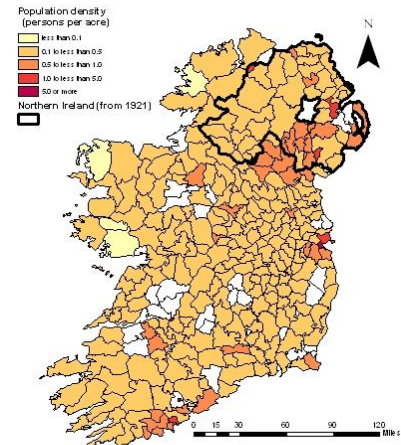 Population density
(persons per acre)
less than 0.1
0.1 to less than 0.5
0.5 to less than 1.0
1.0 to less than 5.0
5.0 or more
Northern Ireland (from 1921)
N
0 15 30 60 90 120
Miles